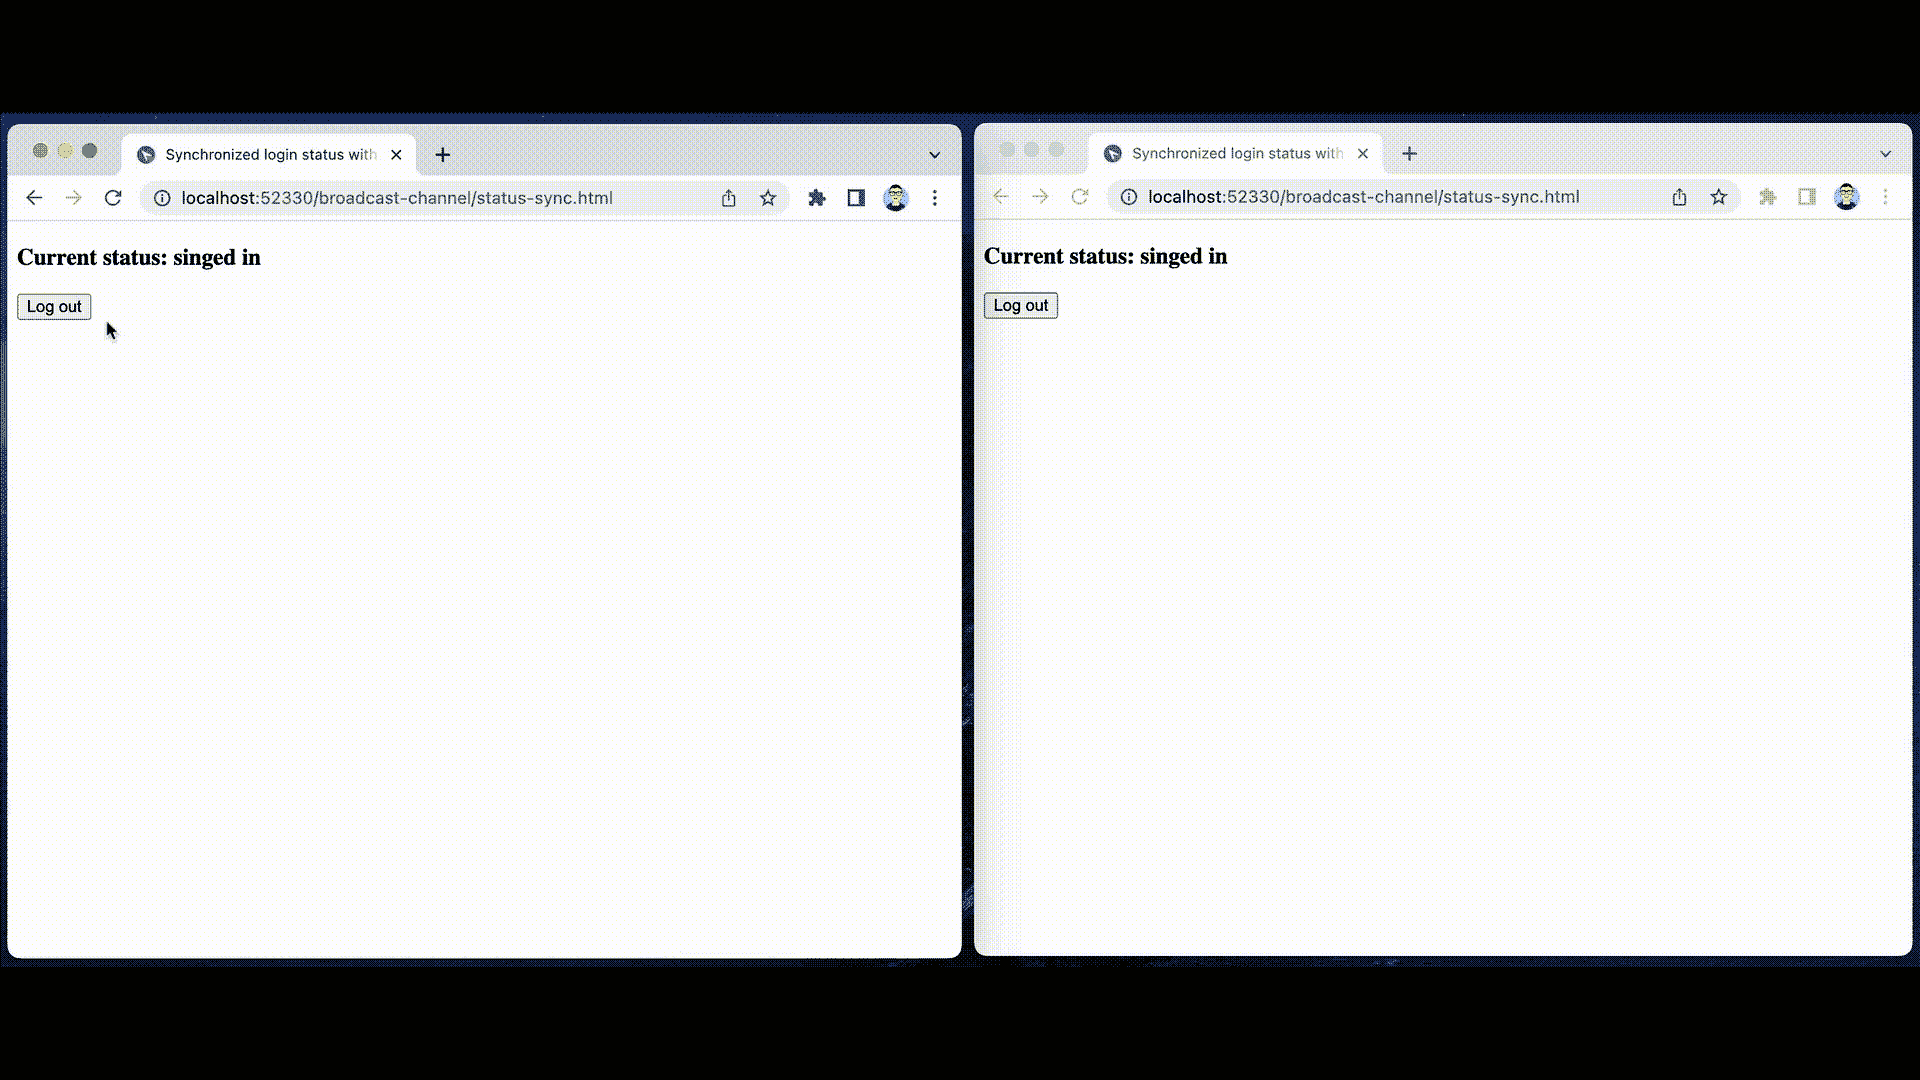 Synchronized login status with
localhost:52330/broadcast-channel/status-sync.html
Current status: singed in
Log out
Synchronized login status with
localhost:52330/broadcast-channel/status-sync.html
Current status: singed in
Log out